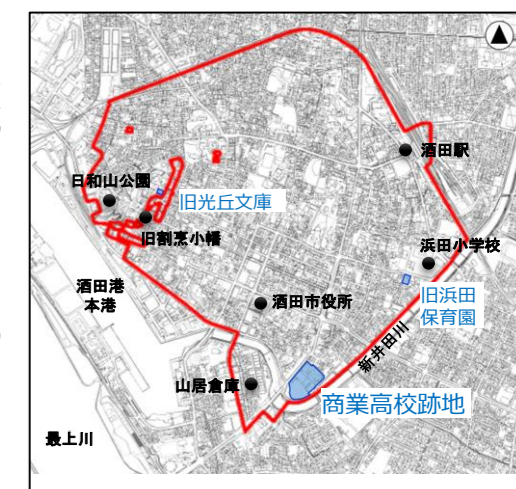 酒田駅
日和山公園
旧光丘文庫
旧割烹小幡
浜田小学校
酒田港
本港
旧浜田
保育園
酒田市役所
新井田川
山居倉庫
商業高校跡地
最上川